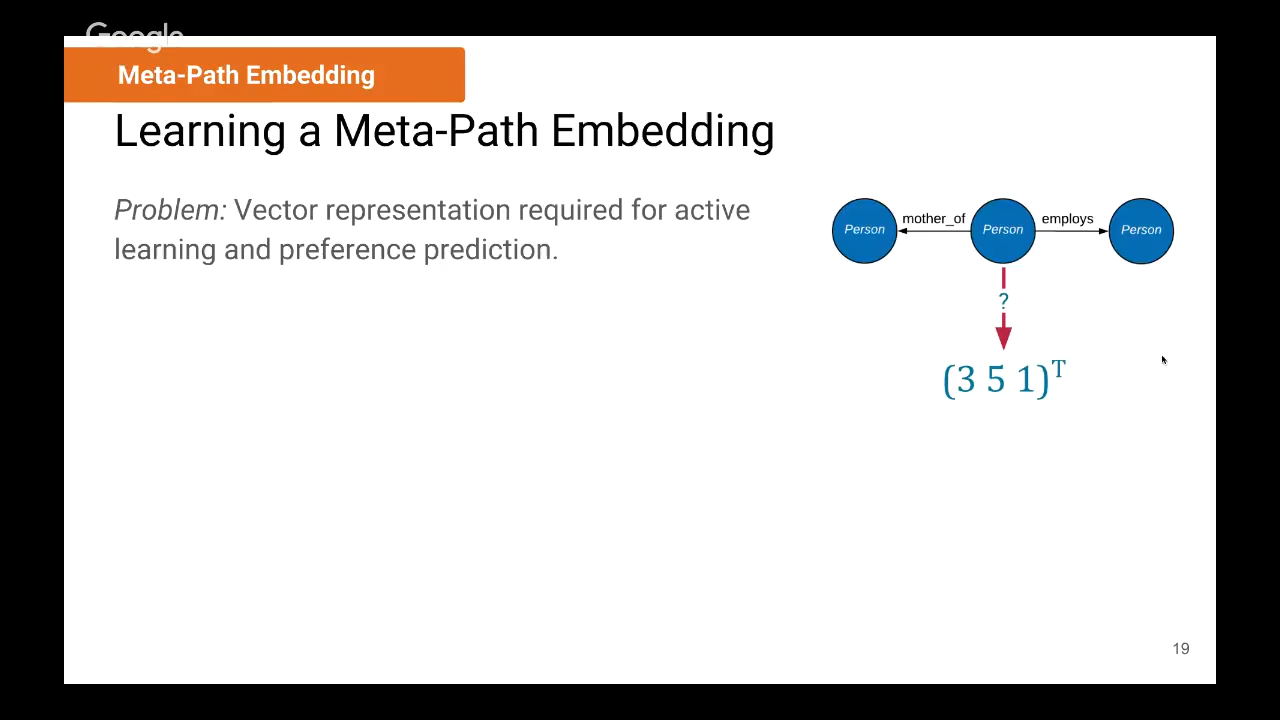 Google
Meta-Path Embedding
Learning a Meta-Path Embedding
Problem: Vector representation required for active
learning and preference prediction.
Person mother_of Person employs Person
?
(3 5 1)ᵀ
19